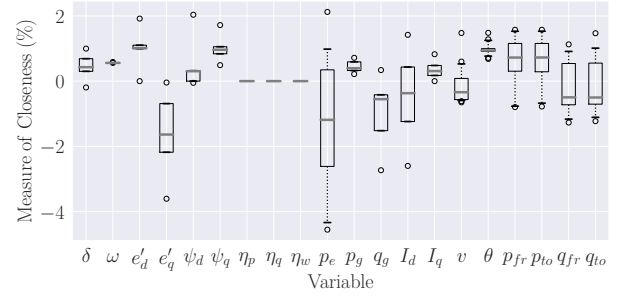 Measure of Closeness (%)
2
0
−2
−4
δ ω e′d e′q ψd ψq ηp ηq ηw pe pg qg Id Iq v θ pfr pto qfr qto
Variable